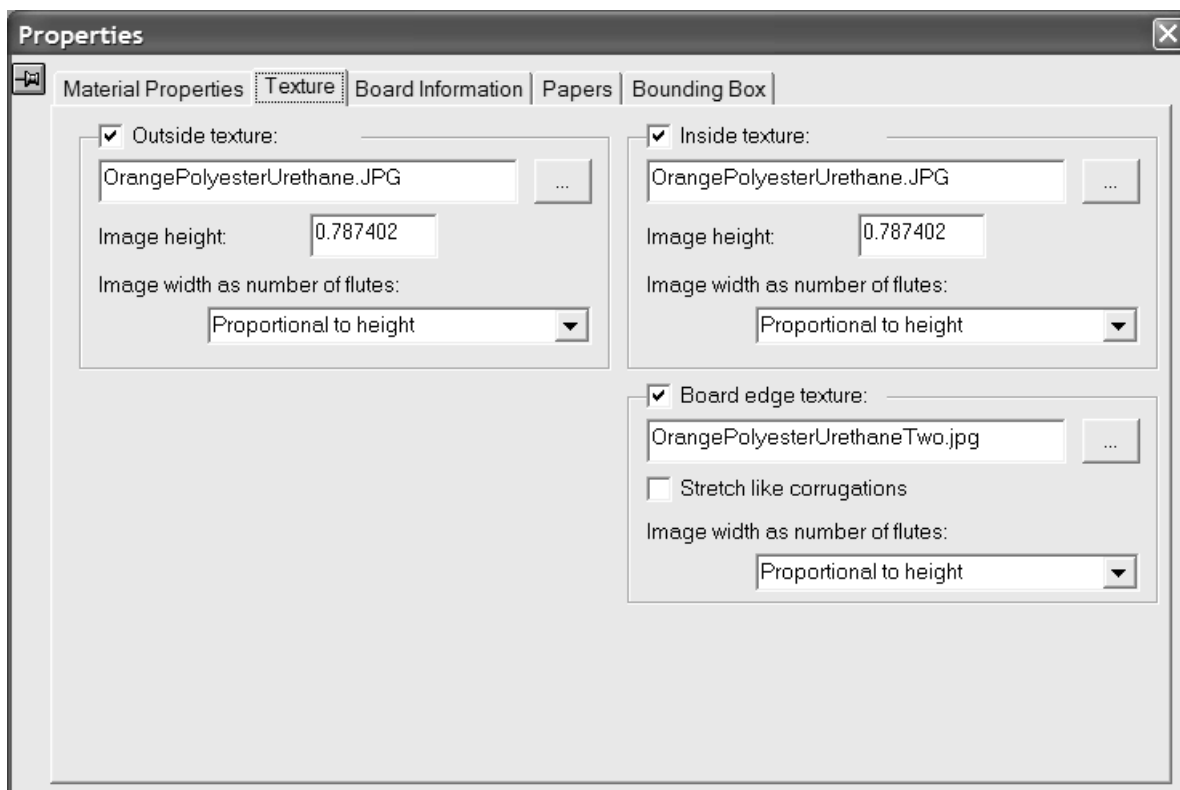 Properties
Material Properties Texture Board Information Papers Bounding Box
Outside texture:
OrangePolyesterUrethane.JPG
...
Image height:
0.787402
Image width as number of flutes:
Proportional to height
Inside texture:
OrangePolyesterUrethane.JPG
...
Image height:
0.787402
Image width as number of flutes:
Proportional to height
Board edge texture:
OrangePolyesterUrethaneTwo.jpg
...
Stretch like corrugations
Image width as number of flutes:
Proportional to height